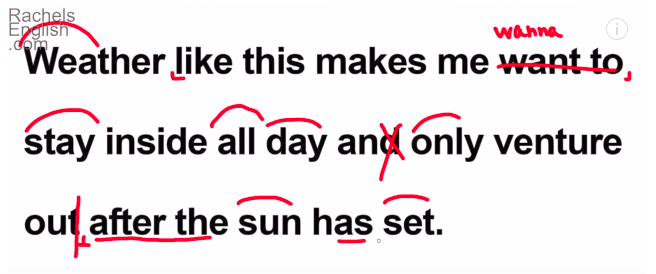 Rachels
English
.com
wanna
Weather like this makes me want to
stay inside all day and only venture
out after the sun has set.